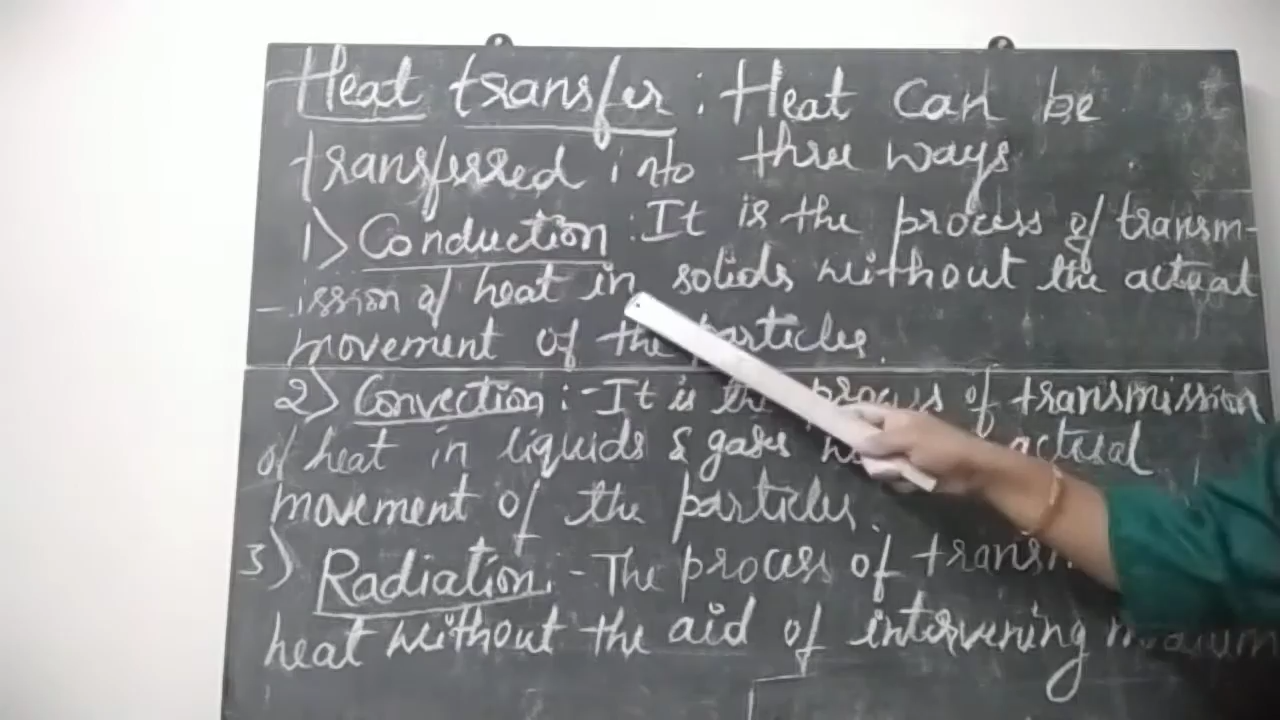 Heat transfer : Heat can be
transferred into three ways
1) Conduction : It is the process of transm-
-ission of heat in solids without the actual
movement of the particles.
2) Convection :- It is the process of transmission
of heat in liquids & gases actual
movement of the particles.
3) Radiation. - The process of
heat without the aid of intervening medium